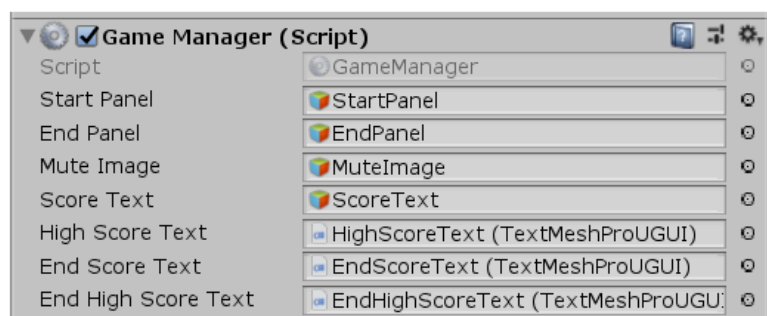 Game Manager (Script)
Script GameManager
Start Panel StartPanel
End Panel EndPanel
Mute Image MuteImage
Score Text ScoreText
High Score Text HighScoreText (TextMeshProUGUI)
End Score Text EndScoreText (TextMeshProUGUI)
End High Score Text EndHighScoreText (TextMeshProUGU